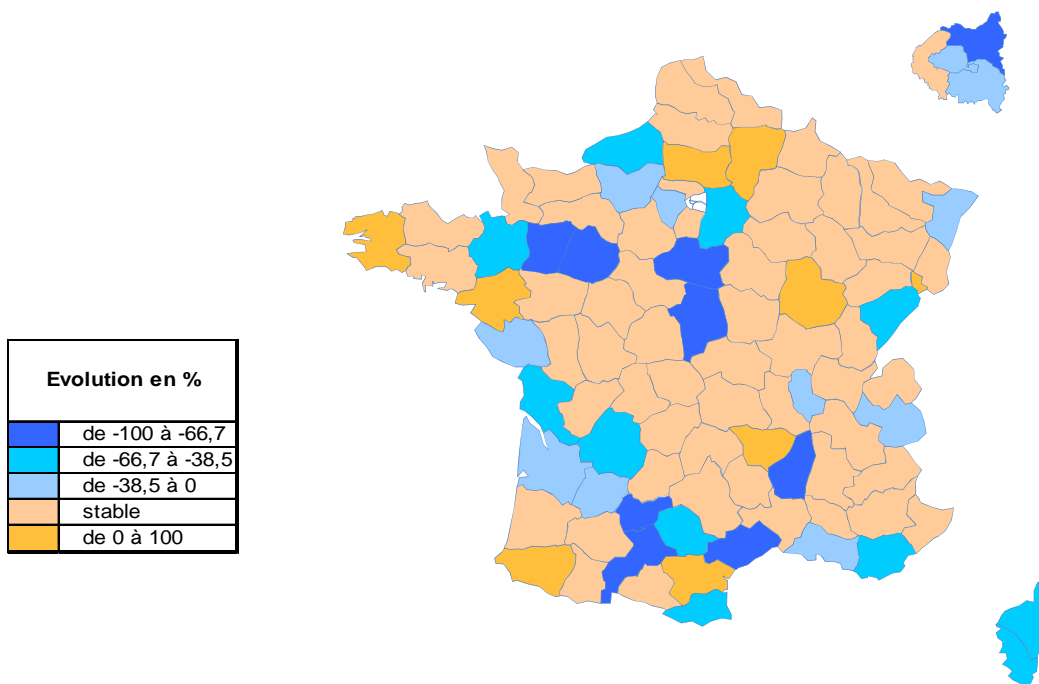 Evolution en %
de -100 à -66,7
de -66,7 à -38,5
de -38,5 à 0
stable
de 0 à 100